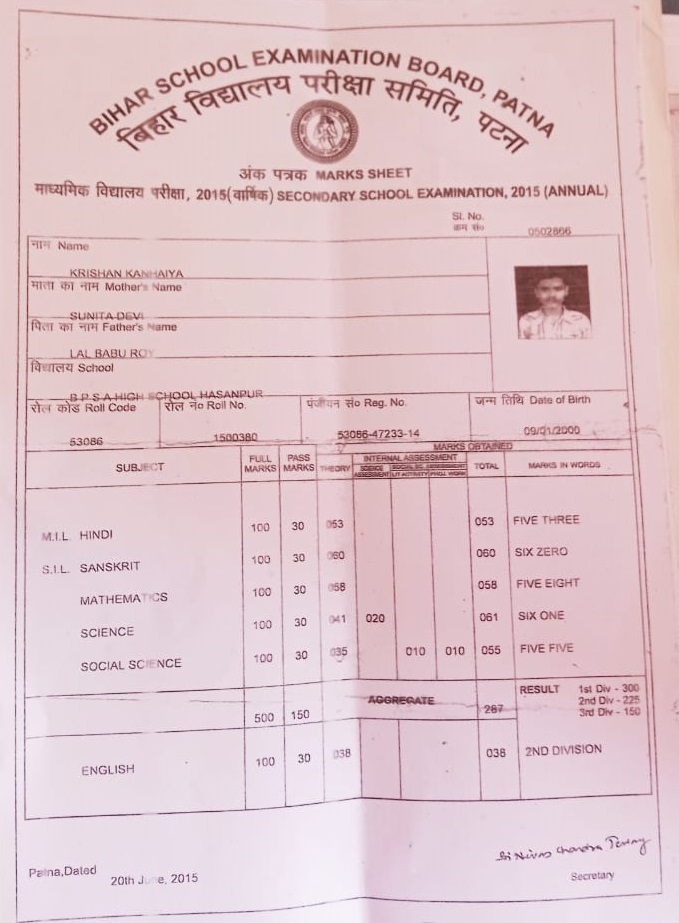 BIHAR SCHOOL EXAMINATION BOARD, PATNA
बिहार विद्यालय परीक्षा समिति, पटना
अंक पत्रक MARKS SHEET
माध्यमिक विद्यालय परीक्षा, 2015(वार्षिक) SECONDARY SCHOOL EXAMINATION, 2015 (ANNUAL)
Sl. No.
क्रम सं० 0502866
नाम Name
KRISHAN KANHAIYA
माता का नाम Mother's Name
SUNITA DEVI
पिता का नाम Father's Name
LAL BABU ROY
विद्यालय School
B P S A HIGH SCHOOL HASANPUR
रोल कोड Roll Code रोल नं० Roll No. पंजीयन सं० Reg. No. जन्म तिथि Date of Birth
53086 1500380 53086-47233-14 09/01/2000
MARKS OBTAINED
SUBJECT FULL MARKS PASS MARKS THEORY INTERNAL ASSESSMENT TOTAL MARKS IN WORDS
SCIENCE ASSESSMENT
M.I.L. HINDI 100 30 053 053 FIVE THREE
S.I.L. SANSKRIT 100 30 060 060 SIX ZERO
MATHEMATICS 100 30 058 058 FIVE EIGHT
SCIENCE 100 30 041 020 061 SIX ONE
SOCIAL SCIENCE 100 30 035 010 010 055 FIVE FIVE
500 150 AGGREGATE 287 RESULT 1st Div - 300
2nd Div - 225
3rd Div - 150
ENGLISH 100 30 038 038 2ND DIVISION
Patna,Dated 20th June, 2015
Secretary